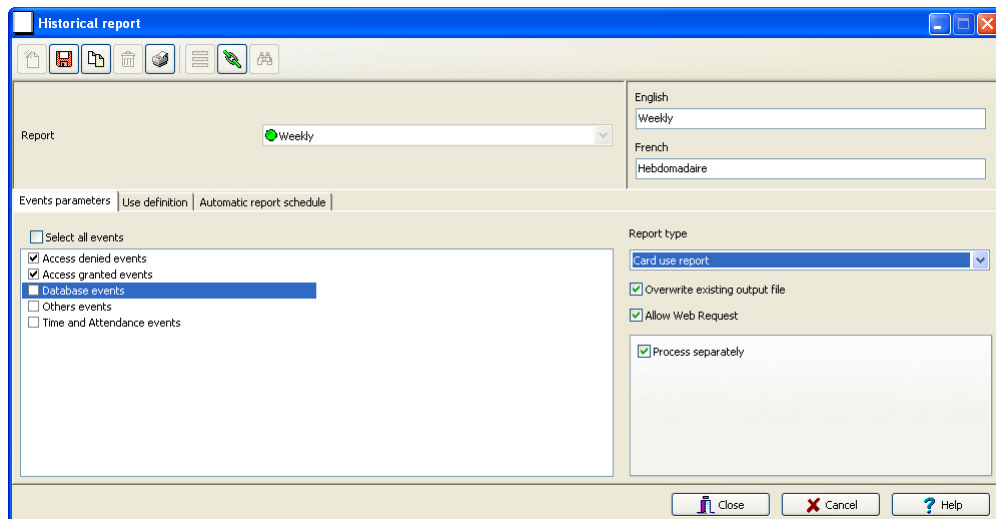 Historical report
Report
Weekly
English
Weekly
French
Hebdomadaire
Events parameters Use definition Automatic report schedule
Select all events
Access denied events
Access granted events
Database events
Others events
Time and Attendance events
Report type
Card use report
Overwrite existing output file
Allow Web Request
Process separately
Close Cancel Help